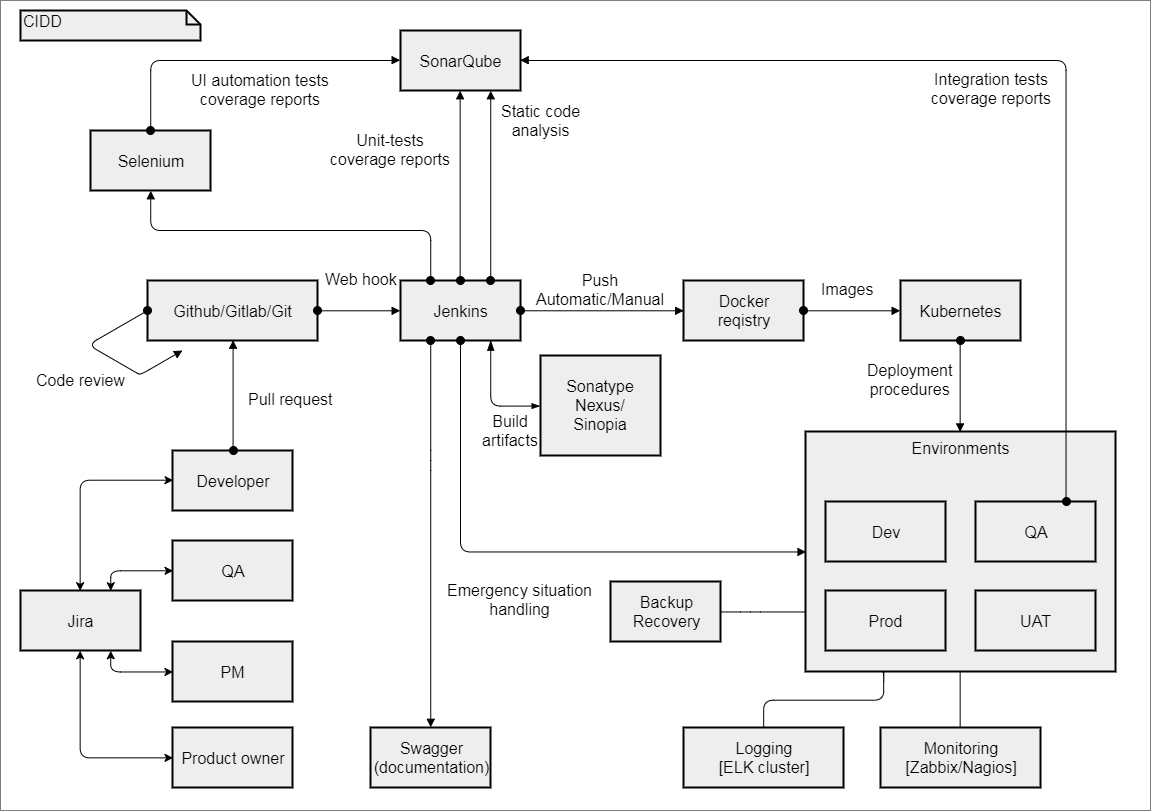 CIDD
SonarQube
UI automation tests
coverage reports
Integration tests
coverage reports
Static code
analysis
Unit-tests
coverage reports
Selenium
Web hook
Push
Automatic/Manual
Images
Github/Gitlab/Git
Jenkins
Docker
reqistry
Kubernetes
Code review
Pull request
Sonatype
Nexus/
Sinopia
Build
artifacts
Deployment
procedures
Environments
Developer
Dev
QA
QA
Emergency situation
handling
Backup
Recovery
Prod
UAT
Jira
PM
Product owner
Swagger
(documentation)
Logging
[ELK cluster]
Monitoring
[Zabbix/Nagios]